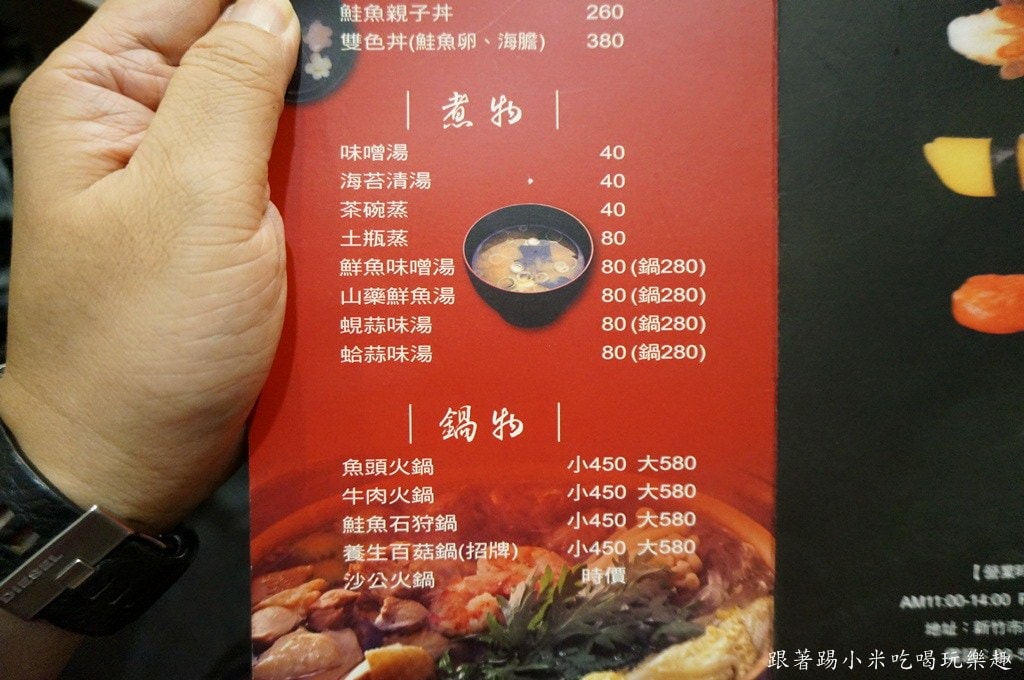 鮭魚親子丼 260
雙色丼(鮭魚卵、海膽) 380
煮物
味噌湯 40
海苔清湯 40
茶碗蒸 40
土瓶蒸 80
鮮魚味噌湯 80(鍋280)
山藥鮮魚湯 80(鍋280)
蜆蒜味湯 80(鍋280)
蛤蒜味湯 80(鍋280)
鍋物
魚頭火鍋 小450 大580
牛肉火鍋 小450 大580
鮭魚石狩鍋 小450 大580
養生百菇鍋(招牌) 小450 大580
沙公火鍋 時價
【營業時
AM11:00-14:00
地址：新竹市
DIESEL
跟著踢小米吃喝玩樂趣